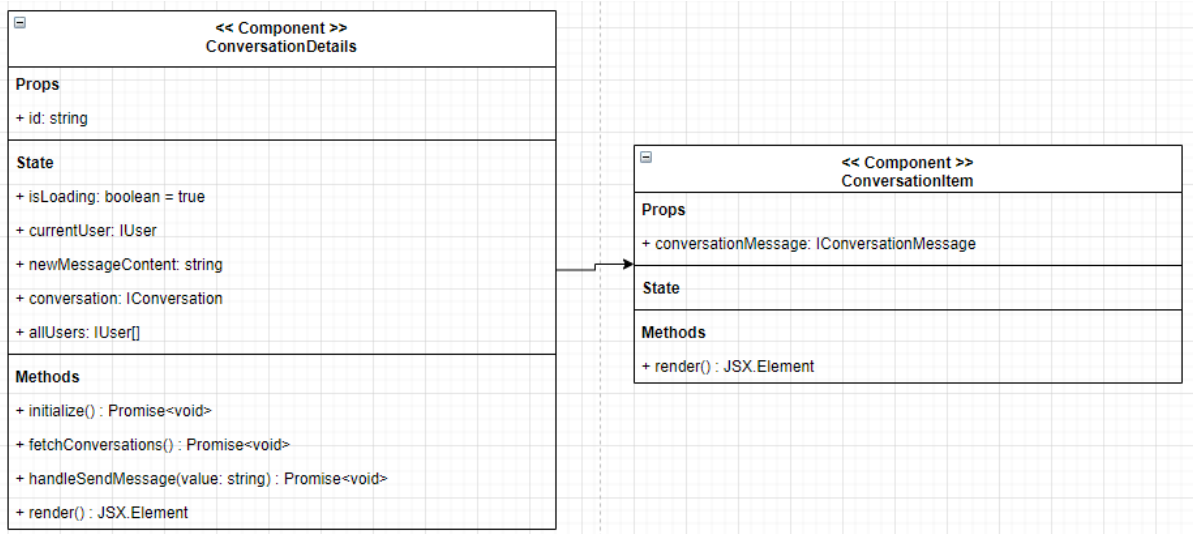 << Component >>
ConversationDetails
Props
+ id: string
State
+ isLoading: boolean = true
+ currentUser: IUser
+ newMessageContent: string
+ conversation: IConversation
+ allUsers: IUser[]
Methods
+ initialize() : Promise<void>
+ fetchConversations() : Promise<void>
+ handleSendMessage(value: string) : Promise<void>
+ render() : JSX.Element
<< Component >>
ConversationItem
Props
+ conversationMessage: IConversationMessage
State
Methods
+ render() : JSX.Element